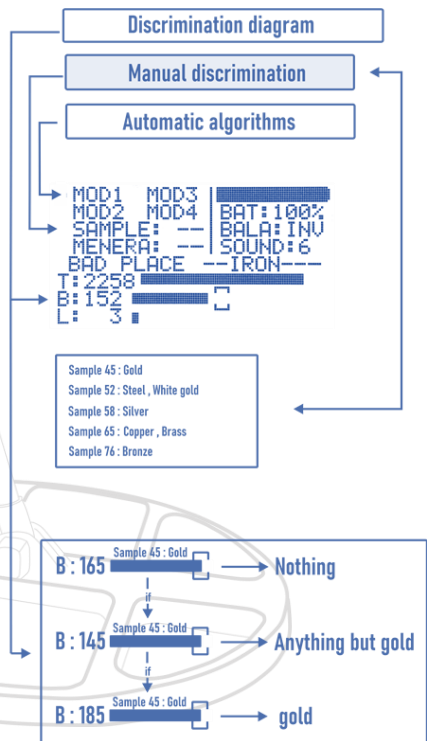 Discrimination diagram
Manual discrimination
Automatic algorithms
MOD1 MOD3
MOD2 MOD4 BAT:100%
SAMPLE: -- BALA:INV
MENERA: -- SOUND:6
BAD PLACE --IRON---
T:2258
B:152
L: 3
Sample 45 : Gold
Sample 52 : Steel , White gold
Sample 58 : Silver
Sample 65 : Copper , Brass
Sample 76 : Bronze
Sample 45 : Gold
B : 165 Nothing
if
Sample 45 : Gold
B : 145 Anything but gold
if
Sample 45 : Gold
B : 185 gold